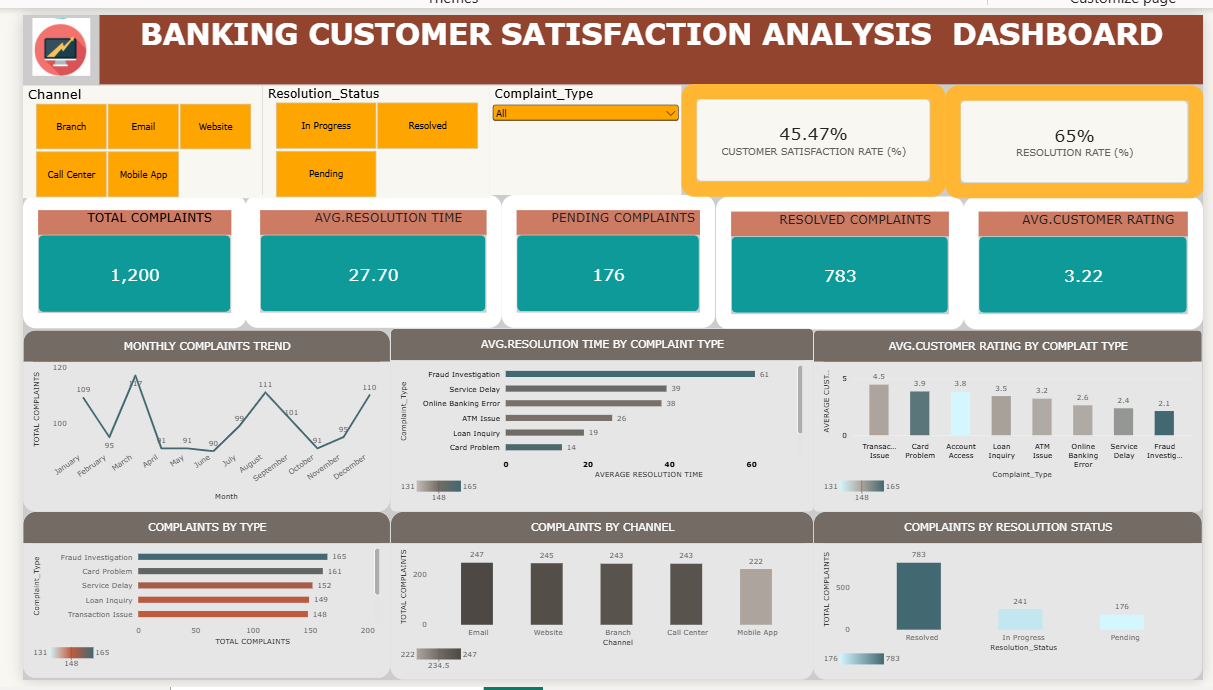 Themes
Customize page
BANKING CUSTOMER SATISFACTION ANALYSIS DASHBOARD
Channel
Branch
Email
Website
Call Center
Mobile App
Resolution_Status
In Progress
Resolved
Pending
Complaint_Type
All
45.47%
CUSTOMER SATISFACTION RATE (%)
65%
RESOLUTION RATE (%)
TOTAL COMPLAINTS
1,200
AVG.RESOLUTION TIME
27.70
PENDING COMPLAINTS
176
RESOLVED COMPLAINTS
783
AVG.CUSTOMER RATING
3.22
MONTHLY COMPLAINTS TREND
TOTAL COMPLAINTS
120
100
109
95
117
91
91
90
99
111
101
91
95
110
January
February
March
April
May
June
July
August
September
October
November
December
Month
AVG.RESOLUTION TIME BY COMPLAINT TYPE
Complaint_Type
Fraud Investigation 61
Service Delay 39
Online Banking Error 38
ATM Issue 26
Loan Inquiry 19
Card Problem 14
0 20 40 60
AVERAGE RESOLUTION TIME
131 165
148
AVG.CUSTOMER RATING BY COMPLAIT TYPE
AVERAGE CUST...
5
0
4.5 3.9 3.8 3.5 3.2 2.6 2.4 2.1
Transac... Issue
Card Problem
Account Access
Loan Inquiry
ATM Issue
Online Banking Error
Service Delay
Fraud Investig...
Complaint_Type
131 165
148
COMPLAINTS BY TYPE
Complaint_Type
Fraud Investigation 165
Card Problem 161
Service Delay 152
Loan Inquiry 149
Transaction Issue 148
0 50 100 150 200
TOTAL COMPLAINTS
131 165
148
COMPLAINTS BY CHANNEL
TOTAL COMPLAINTS
200
0
247 245 243 243 222
Email Website Branch Call Center Mobile App
Channel
222 247
234.5
COMPLAINTS BY RESOLUTION STATUS
TOTAL COMPLAINTS
500
0
783 241 176
Resolved In Progress Pending
Resolution_Status
176 783